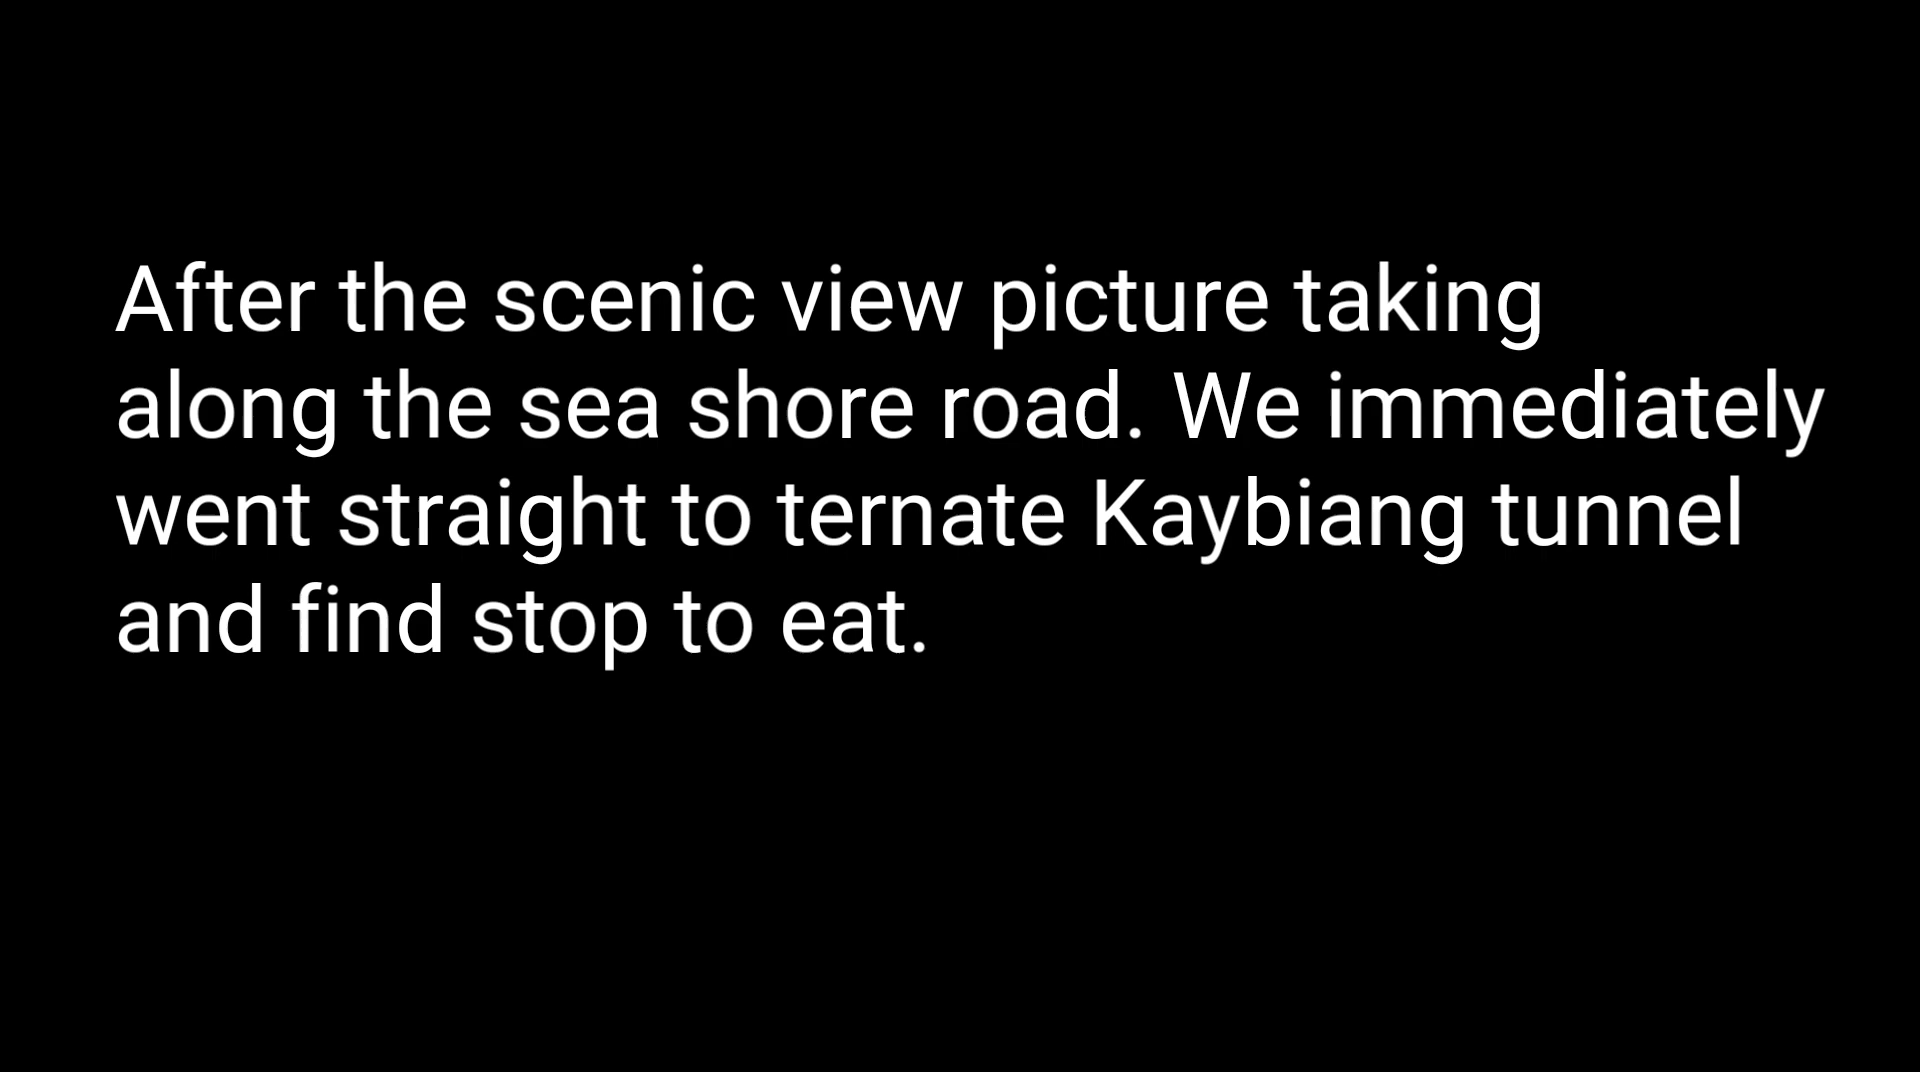 After the scenic view picture taking
along the sea shore road. We immediately
went straight to ternate Kaybiang tunnel
and find stop to eat.